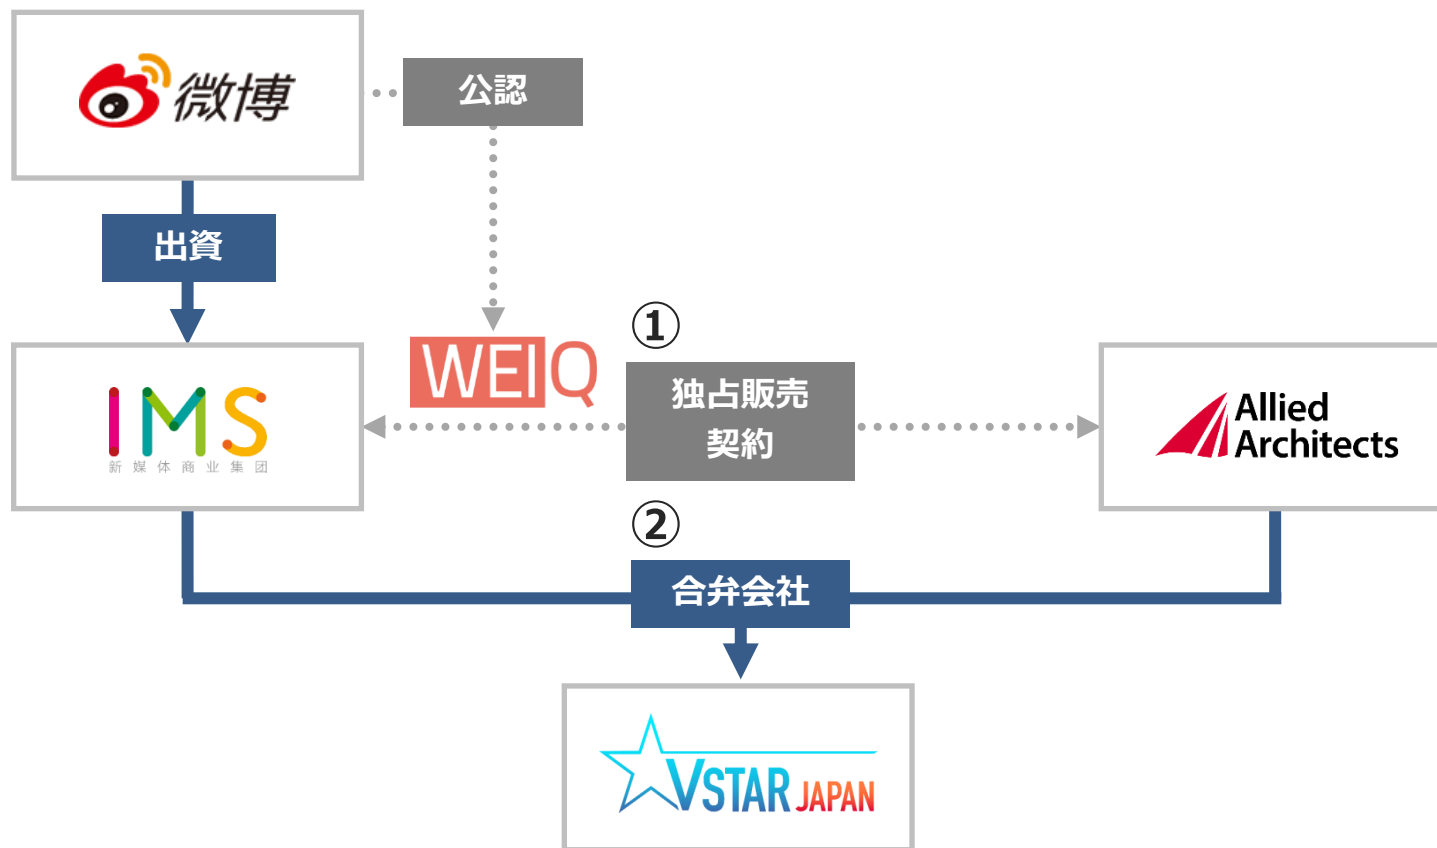 微博
公認
出資
WEIQ
①
独占販売
契約
IMS
新媒体商业集团
Allied
Architects
②
合弁会社
VSTAR JAPAN